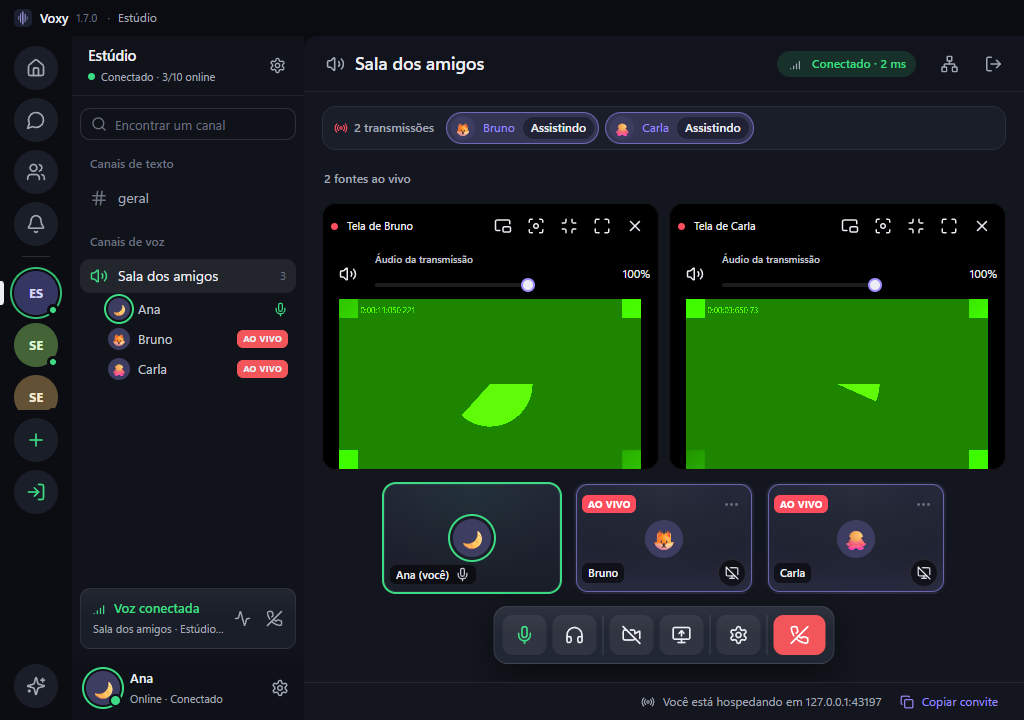 Voxy 1.7.0 · Estúdio
Estúdio
Conectado · 3/10 online
Encontrar um canal
Canais de texto
geral
Canais de voz
Sala dos amigos 3
Ana
Bruno AO VIVO
Carla AO VIVO
ES
SE
SE
Voz conectada
Sala dos amigos · Estúdio...
Ana
Online · Conectado
Sala dos amigos
Conectado · 2 ms
2 transmissões
Bruno Assistindo
Carla Assistindo
2 fontes ao vivo
Tela de Bruno
Áudio da transmissão
100%
Tela de Carla
Áudio da transmissão
100%
Ana (você)
AO VIVO
Bruno
AO VIVO
Carla
Você está hospedando em 127.0.0.1:43197
Copiar convite